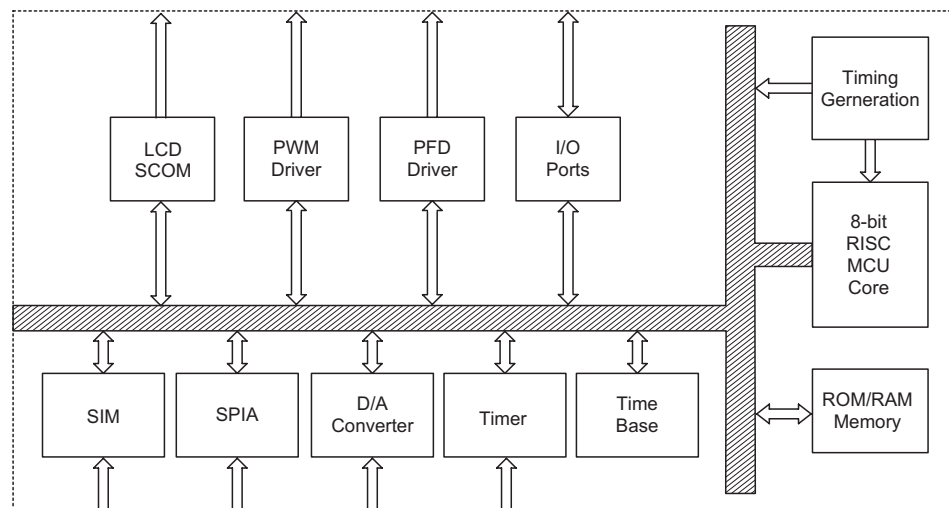 Timing
Gerneration
LCD
SCOM
PWM
Driver
PFD
Driver
I/O
Ports
8-bit
RISC
MCU
Core
SIM
SPIA
D/A
Converter
Timer
Time
Base
ROM/RAM
Memory